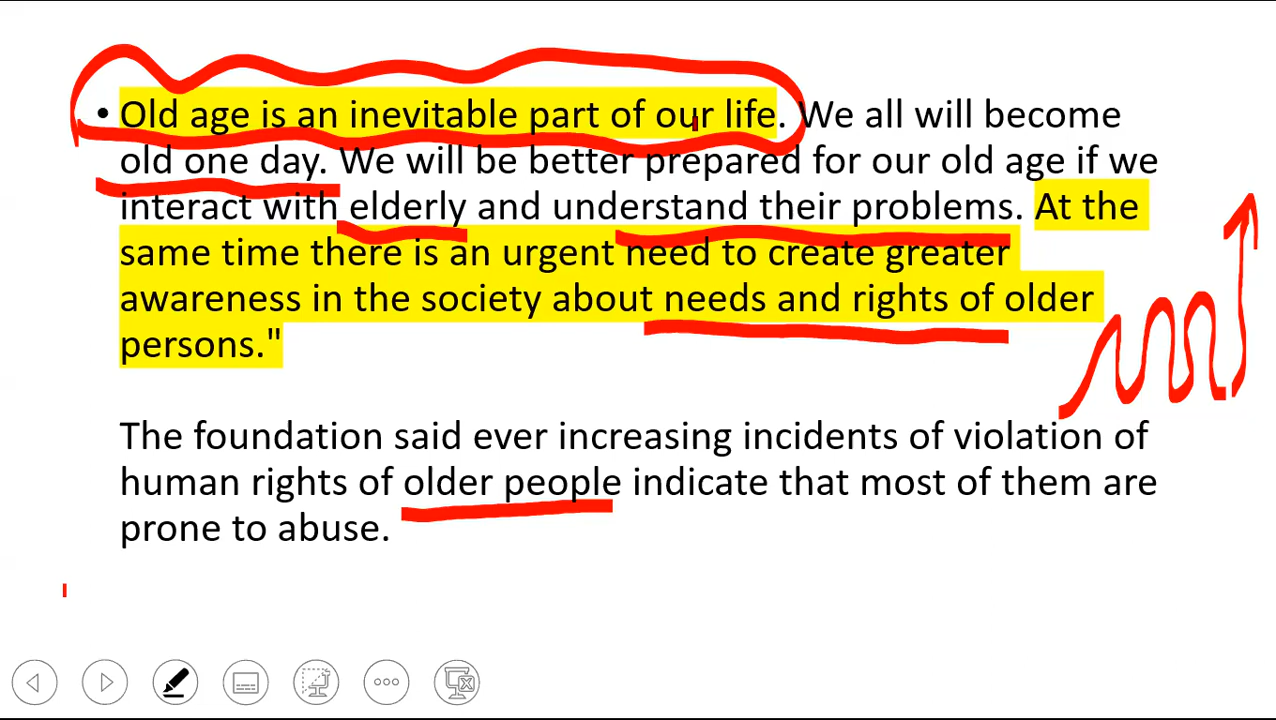 • Old age is an inevitable part of our life. We all will become
old one day. We will be better prepared for our old age if we
interact with elderly and understand their problems. At the
same time there is an urgent need to create greater
awareness in the society about needs and rights of older
persons."
The foundation said ever increasing incidents of violation of
human rights of older people indicate that most of them are
prone to abuse.